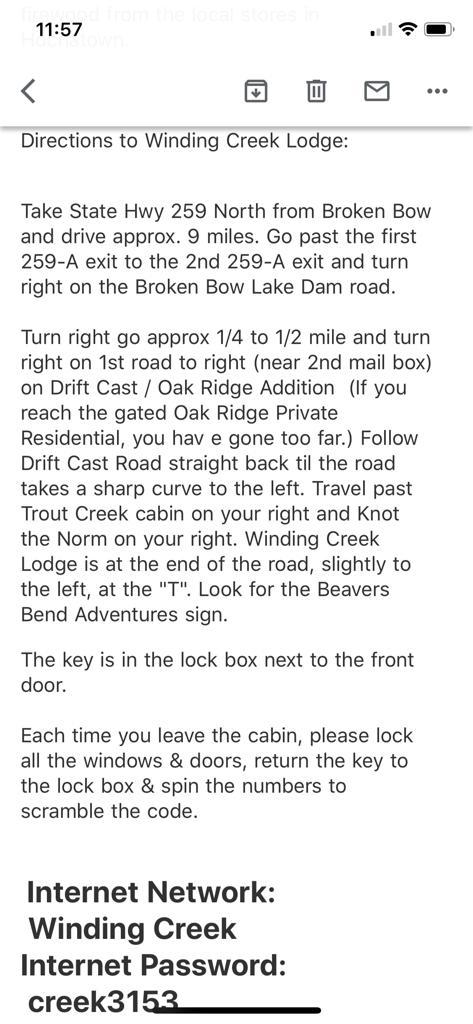 firewood from the local stores in
Hochatown.
11:57
Directions to Winding Creek Lodge:
Take State Hwy 259 North from Broken Bow
and drive approx. 9 miles. Go past the first
259-A exit to the 2nd 259-A exit and turn
right on the Broken Bow Lake Dam road.
Turn right go approx 1/4 to 1/2 mile and turn
right on 1st road to right (near 2nd mail box)
on Drift Cast / Oak Ridge Addition (If you
reach the gated Oak Ridge Private
Residential, you hav e gone too far.) Follow
Drift Cast Road straight back til the road
takes a sharp curve to the left. Travel past
Trout Creek cabin on your right and Knot
the Norm on your right. Winding Creek
Lodge is at the end of the road, slightly to
the left, at the "T". Look for the Beavers
Bend Adventures sign.
The key is in the lock box next to the front
door.
Each time you leave the cabin, please lock
all the windows & doors, return the key to
the lock box & spin the numbers to
scramble the code.
Internet Network:
Winding Creek
Internet Password:
creek3153